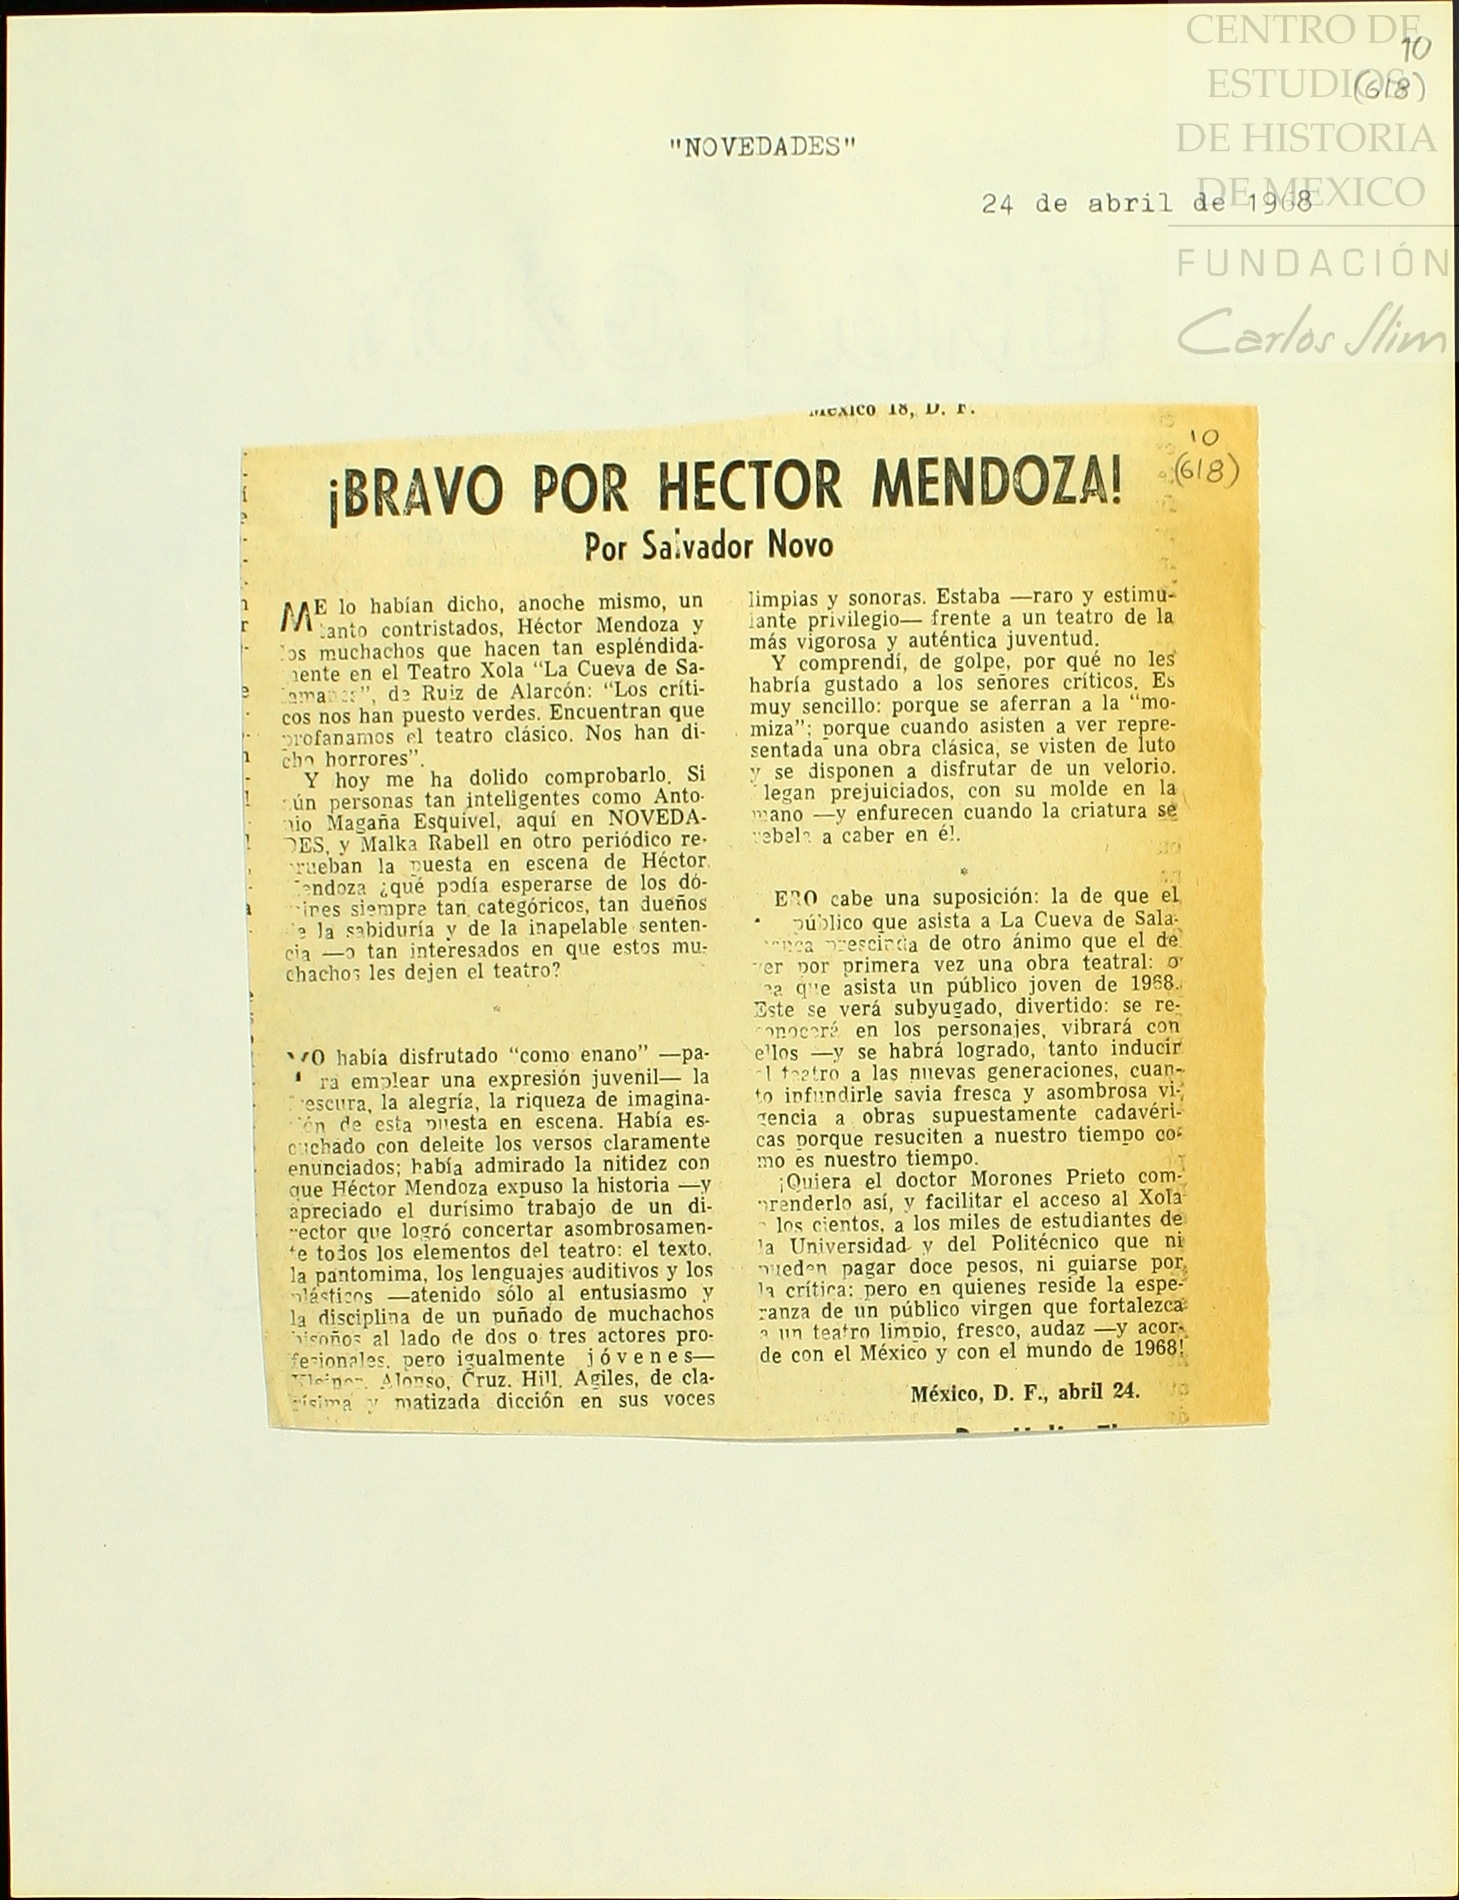 CENTRO DE
ESTUDIOS
DE HISTORIA
DE MEXICO
FUNDACIÓN
Carlos Slim
10
(618)
"NOVEDADES"
24 de abril de 1968
México 18, D. F.
10
(618)
¡BRAVO POR HECTOR MENDOZA!
Por Salvador Novo
ME lo habían dicho, anoche mismo, un
tanto contristados, Héctor Mendoza y
los muchachos que hacen tan espléndida-
mente en el Teatro Xola "La Cueva de Sa-
lamanca", de Ruiz de Alarcón: "Los críti-
cos nos han puesto verdes. Encuentran que
profanamos el teatro clásico. Nos han di-
cho horrores".
Y hoy me ha dolido comprobarlo. Si
aún personas tan inteligentes como Anto-
nio Magaña Esquivel, aquí en NOVEDA-
DES, y Malka Rabell en otro periódico re-
prueban la puesta en escena de Héctor
Mendoza ¿qué podía esperarse de los dó-
mines siempre tan categóricos, tan dueños
de la sabiduría y de la inapelable senten-
cia —o tan interesados en que estos mu-
chachos les dejen el teatro?
*
YO había disfrutado "como enano" —pa-
ra emplear una expresión juvenil— la
frescura, la alegría, la riqueza de imagina-
ción de esta puesta en escena. Había es-
cuchado con deleite los versos claramente
enunciados; había admirado la nitidez con
que Héctor Mendoza expuso la historia —y
apreciado el durísimo trabajo de un di-
rector que logró concertar asombrosamen-
te todos los elementos del teatro: el texto,
la pantomima, los lenguajes auditivos y los
plásticos —atenido sólo al entusiasmo y
la disciplina de un puñado de muchachos
bisoños al lado de dos o tres actores pro-
fesionales, pero igualmente jóvenes—
Kleiner, Alonso, Cruz, Hill. Agiles, de cla-
rísima y matizada dicción en sus voces
limpias y sonoras. Estaba —raro y estimu-
lante privilegio— frente a un teatro de la
más vigorosa y auténtica juventud.
Y comprendí, de golpe, por qué no les
habría gustado a los señores críticos. Es
muy sencillo: porque se aferran a la "mo-
miza"; porque cuando asisten a ver repre-
sentada una obra clásica, se visten de luto
y se disponen a disfrutar de un velorio.
Llegan prejuiciados, con su molde en la
mano —y enfurecen cuando la criatura se
rebela a caber en él.
*
PERO cabe una suposición: la de que el
público que asista a La Cueva de Sala-
manca prescinda de otro ánimo que el de
ver por primera vez una obra teatral: o
sea que asista un público joven de 1968.
Este se verá subyugado, divertido: se re-
conocerá en los personajes, vibrará con
ellos —y se habrá logrado, tanto inducir
al teatro a las nuevas generaciones, cuan-
to infundirle savia fresca y asombrosa vi-
gencia a obras supuestamente cadavéri-
cas porque resuciten a nuestro tiempo co-
mo es nuestro tiempo.
¡Quiera el doctor Morones Prieto com-
prenderlo así, y facilitar el acceso al Xola
a los cientos, a los miles de estudiantes de
la Universidad y del Politécnico que ni
pueden pagar doce pesos, ni guiarse por
la crítica: pero en quienes reside la espe-
ranza de un público virgen que fortalezca
a un teatro limpio, fresco, audaz —y acor-
de con el México y con el mundo de 1968!
México, D. F., abril 24.